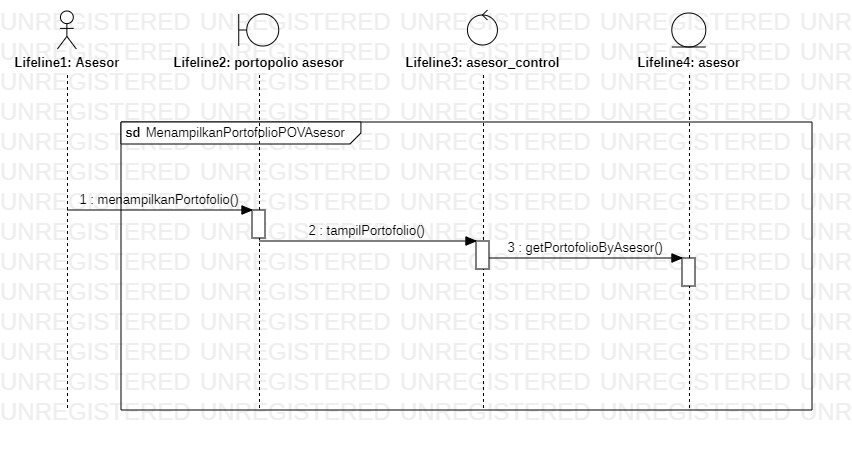 UNREGISTERED UNREGISTERED UNREGISTERED UNREGISTERED UNR
Lifeline1: Asesor
Lifeline2: portopolio asesor
Lifeline3: asesor_control
Lifeline4: asesor
sd MenampilkanPortofolioPOVAsesor
1 : menampilkanPortofolio()
2 : tampilPortofolio()
3 : getPortofolioByAsesor()